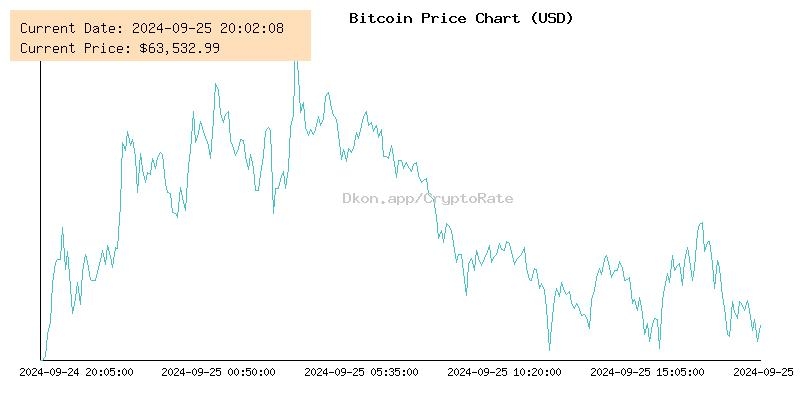 Bitcoin Price Chart (USD)
Current Date: 2024-09-25 20:02:08
Current Price: $63,532.99
Dkon.app/CryptoRate
2024-09-24 20:05:00 2024-09-25 00:50:00 2024-09-25 05:35:00 2024-09-25 10:20:00 2024-09-25 15:05:00 2024-09-25